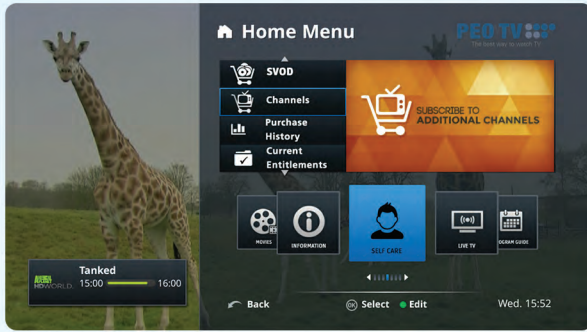 Home Menu
PEO TV
The best way to watch TV
SVOD
Channels
Purchase
History
Current
Entitlements
SUBSCRIBE TO
ADDITIONAL CHANNELS
MOVIES
INFORMATION
SELF CARE
LIVE TV
OGRAM GUIDE
Tanked
HDWORLD.
15:00 16:00
Back
OK Select Edit
Wed. 15:52